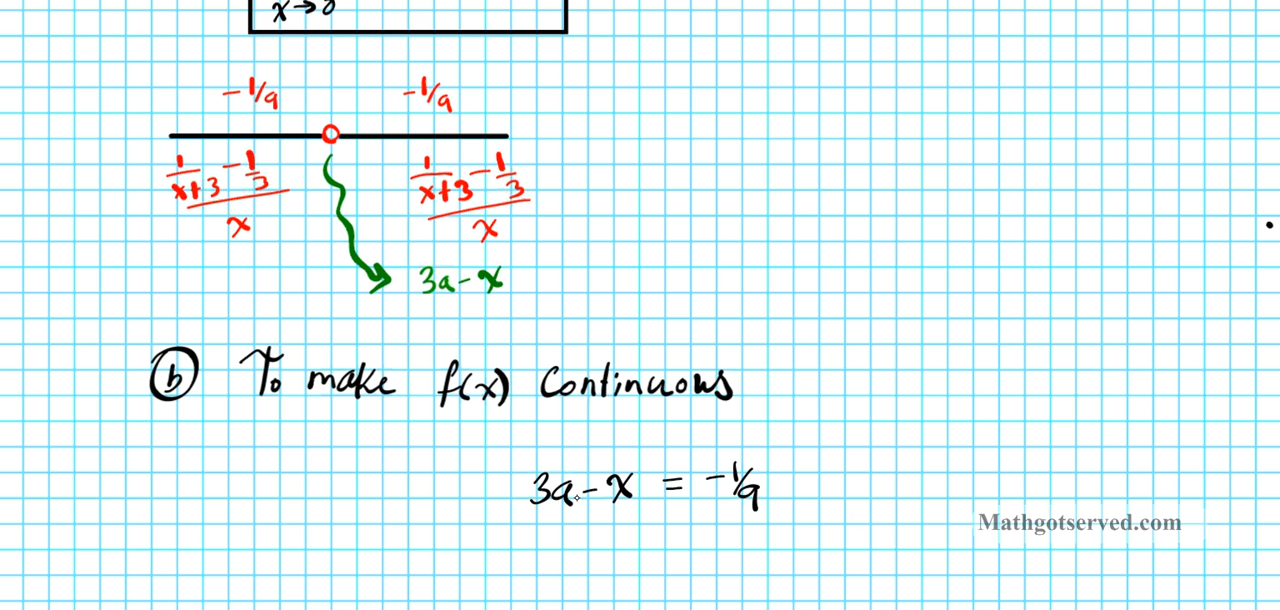 x→0
-1/9 -1/9
1/x+3 - 1/3 1/x+3 - 1/3
x x
3a-x
b To make f(x) continuous
3a-x = -1/9
Mathgotserved.com